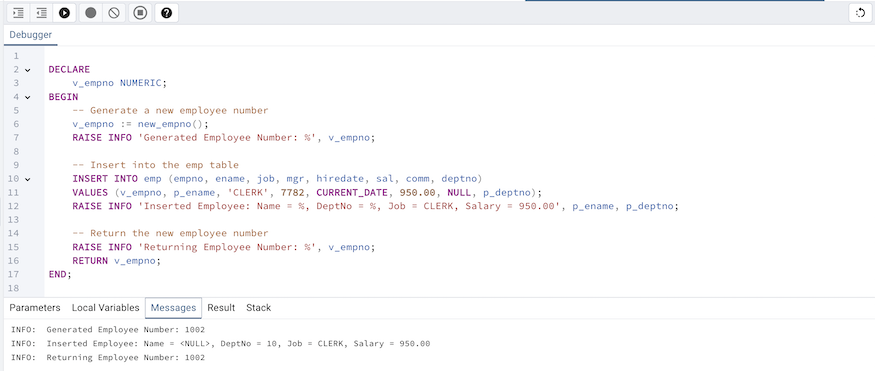 Debugger
1
2 DECLARE
3 v_empno NUMERIC;
4 BEGIN
5 -- Generate a new employee number
6 v_empno := new_empno();
7 RAISE INFO 'Generated Employee Number: %', v_empno;
8
9 -- Insert into the emp table
10 INSERT INTO emp (empno, ename, job, mgr, hiredate, sal, comm, deptno)
11 VALUES (v_empno, p_ename, 'CLERK', 7782, CURRENT_DATE, 950.00, NULL, p_deptno);
12 RAISE INFO 'Inserted Employee: Name = %, DeptNo = %, Job = CLERK, Salary = 950.00', p_ename, p_deptno;
13
14 -- Return the new employee number
15 RAISE INFO 'Returning Employee Number: %', v_empno;
16 RETURN v_empno;
17 END;
18
Parameters Local Variables Messages Result Stack
INFO: Generated Employee Number: 1002
INFO: Inserted Employee: Name = <NULL>, DeptNo = 10, Job = CLERK, Salary = 950.00
INFO: Returning Employee Number: 1002